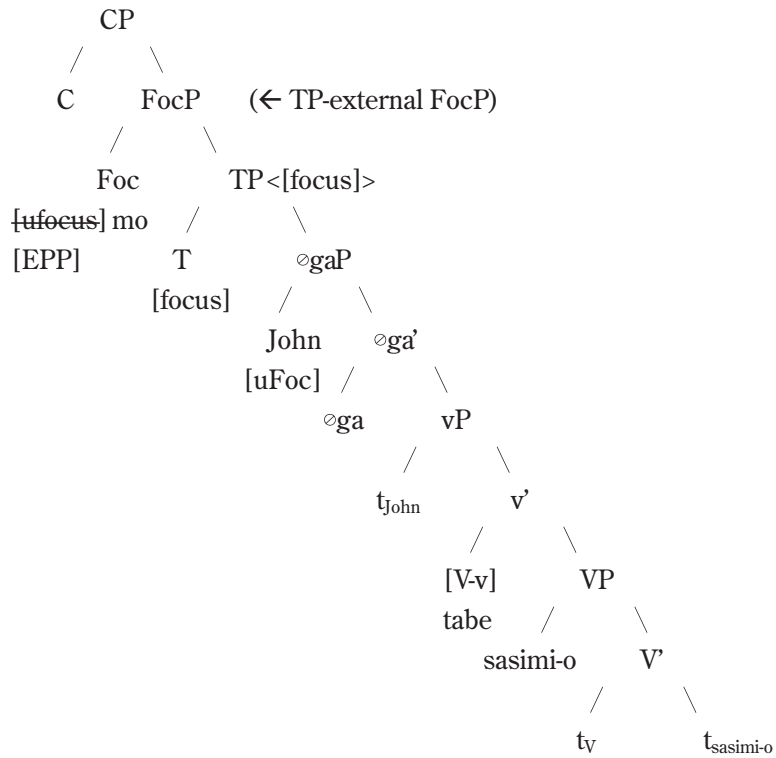 CP
C FocP (← TP-external FocP)
Foc TP<[focus]>
[ufocus] mo
[EPP] T ∅gaP
[focus]
John ∅ga’
[uFoc]
∅ga vP
tJohn v’
[V-v] VP
tabe
sasimi-o V’
tV tsasimi-o